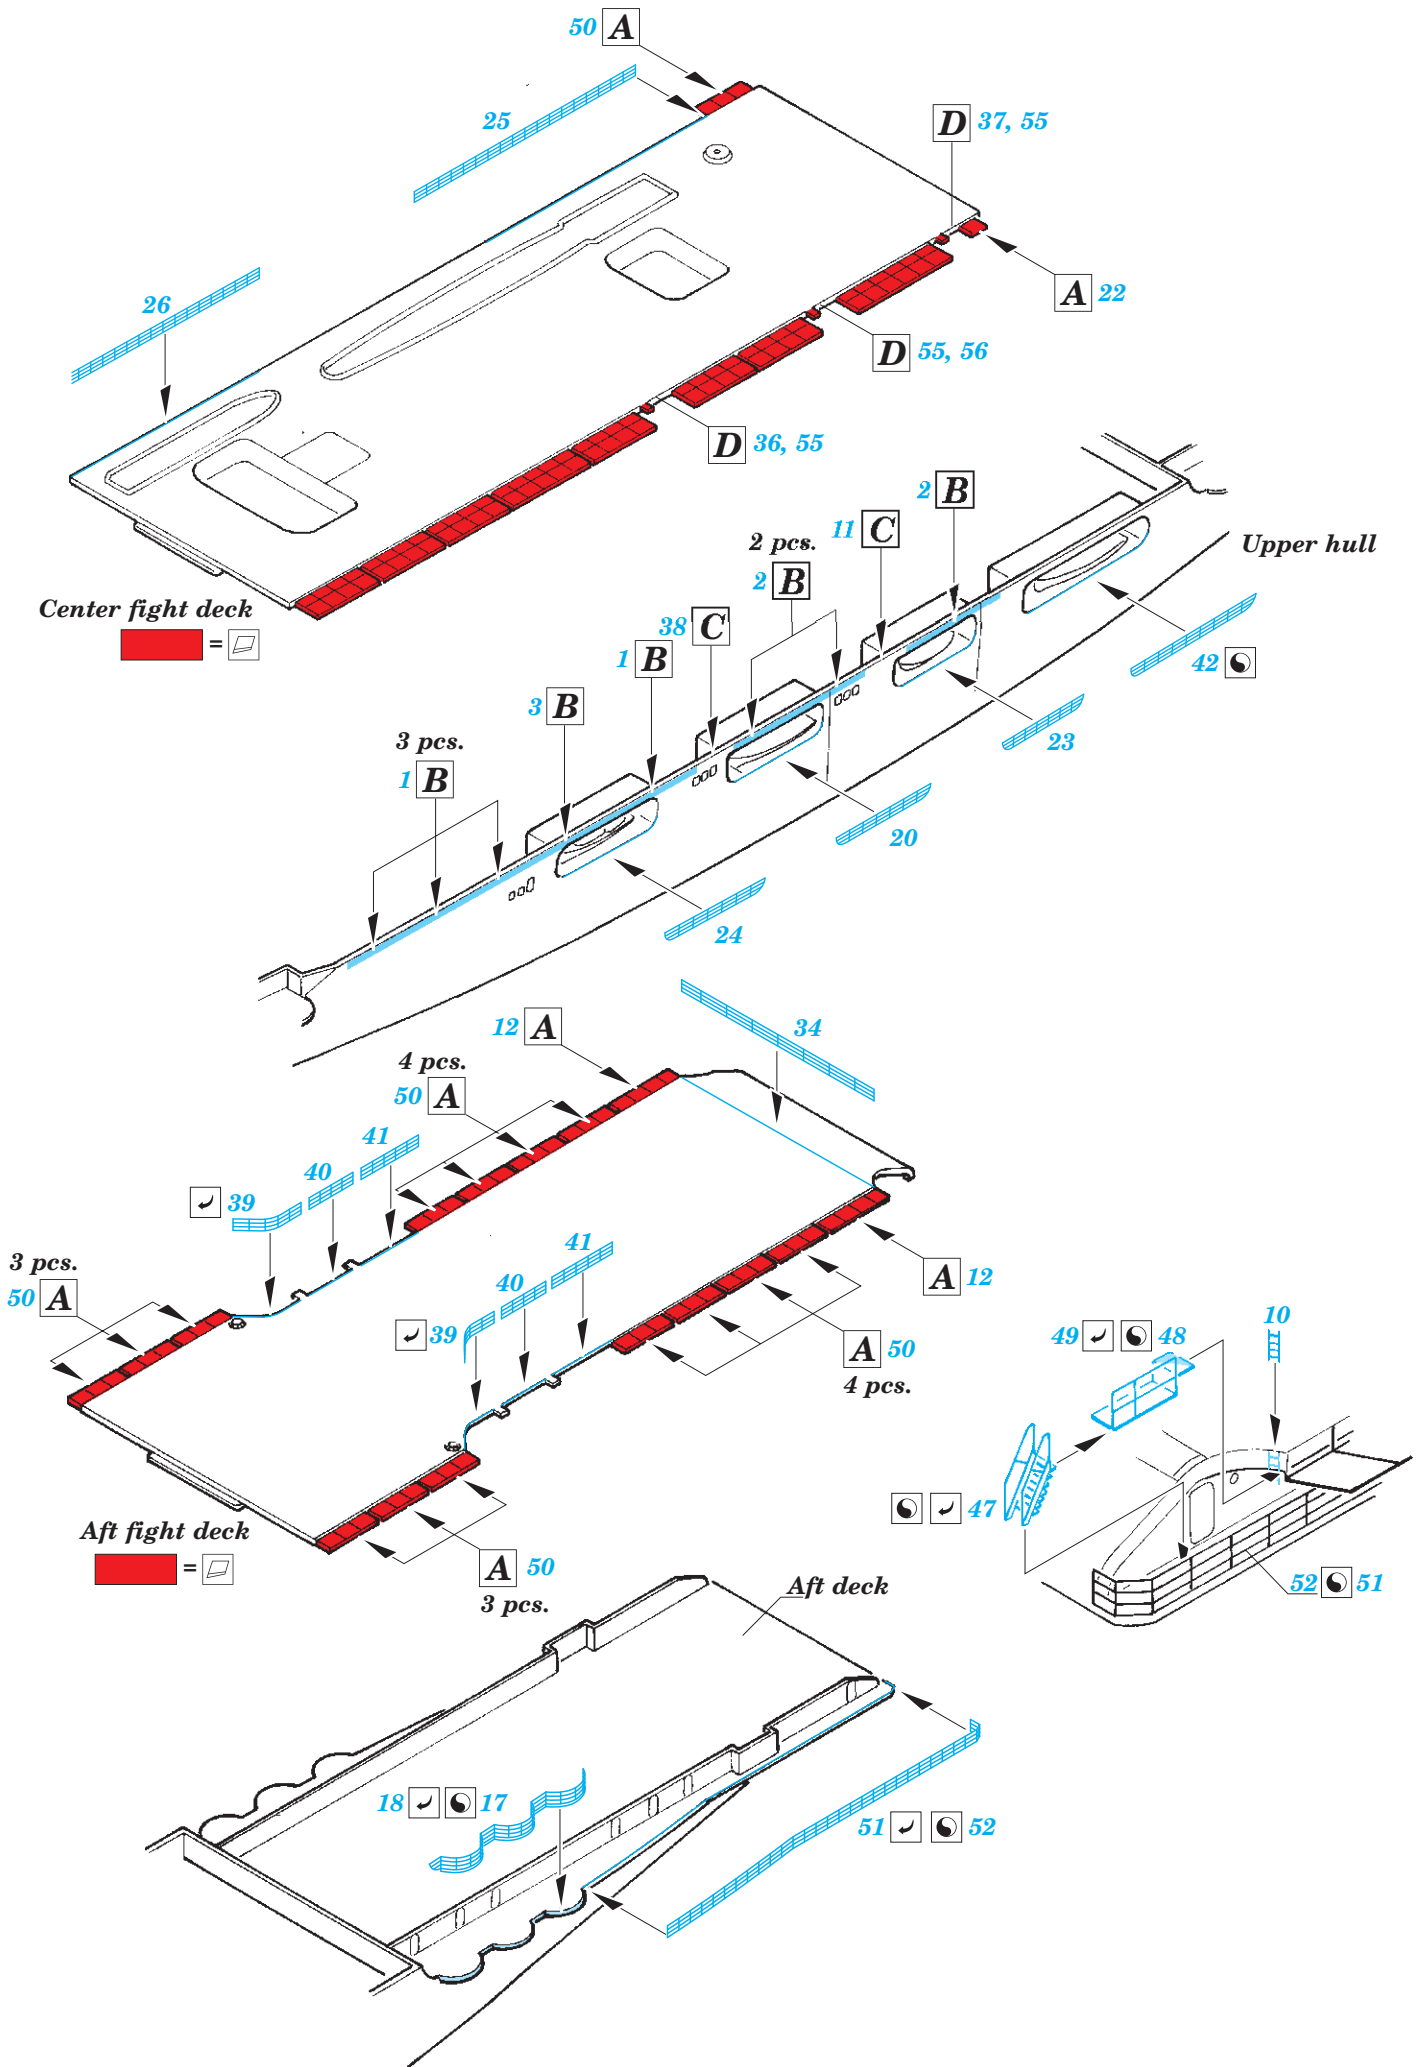 50 A
25
D 37, 55
A 22
26
D 55, 56
D 36, 55
Center fight deck
=
2 B
11 C
2 pcs.
2 B
Upper hull
38 C
1 B
42
3 B
23
3 pcs.
1 B
20
24
12 A
34
4 pcs.
50 A
41
40
39
3 pcs.
50 A
41
40
39
A 12
A 50
4 pcs.
49 48
10
47
Aft fight deck
=
A 50
3 pcs.
52 51
Aft deck
18 17
51 52